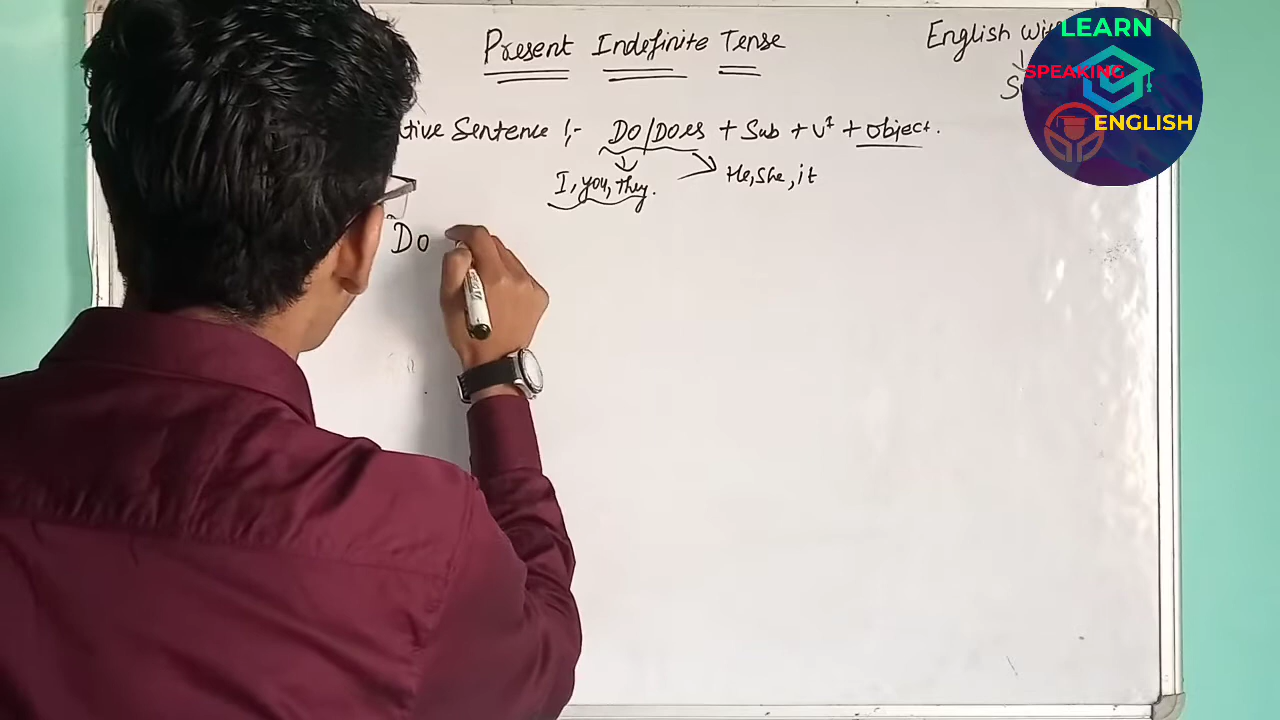 Present Indefinite Tense
English With
tive Sentence :- Do/Does + Sub + V¹ + object.
I, you, they.
He, She, it
Do
LEARN
SPEAKING
ENGLISH